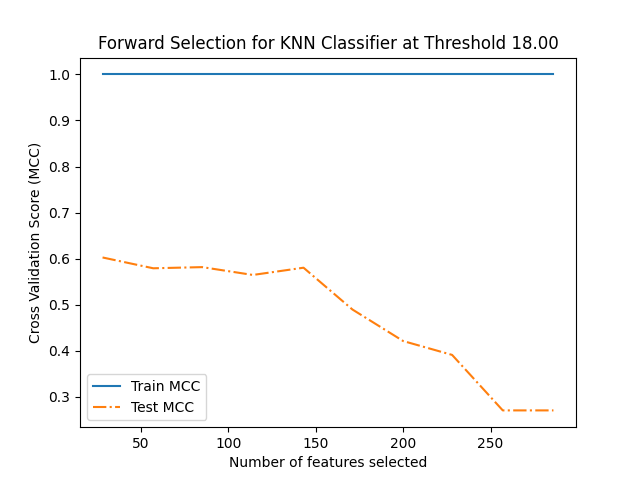 Forward Selection for KNN Classifier at Threshold 18.00
Cross Validation Score (MCC)
1.0
0.9
0.8
0.7
0.6
0.5
0.4
0.3
Train MCC
Test MCC
50
100
150
200
250
Number of features selected